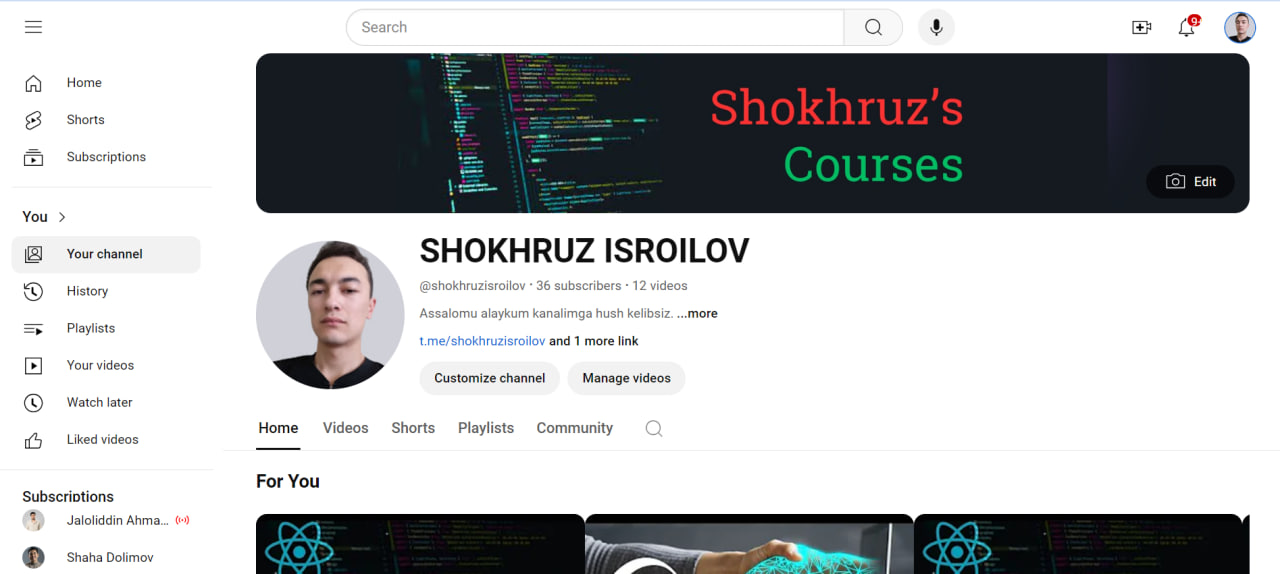 Search
Home
Shorts
Subscriptions
You
Your channel
History
Playlists
Your videos
Watch later
Liked videos
Subscriptions
Jaloliddin Ahma...
Shaha Dolimov
Shokhruz's
Courses
Edit
SHOKHRUZ ISROILOV
@shokhruzisroilov · 36 subscribers · 12 videos
Assalomu alaykum kanalimga hush kelibsiz. ...more
t.me/shokhruzisroilov and 1 more link
Customize channel Manage videos
Home Videos Shorts Playlists Community
For You